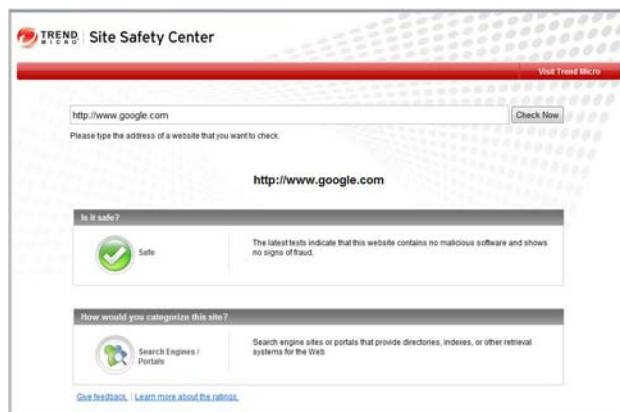 TREND MICRO Site Safety Center
Visit Trend Micro
http://www.google.com Check Now
Please type the address of a website that you want to check.
http://www.google.com
Is it safe?
Safe
The latest tests indicate that this website contains no malicious software and shows
no signs of fraud.
How would you categorize this site?
Search Engines /
Portals
Search engine sites or portals that provide directories, indexes, or other retrieval
systems for the Web
Give feedback. | Learn more about the ratings.